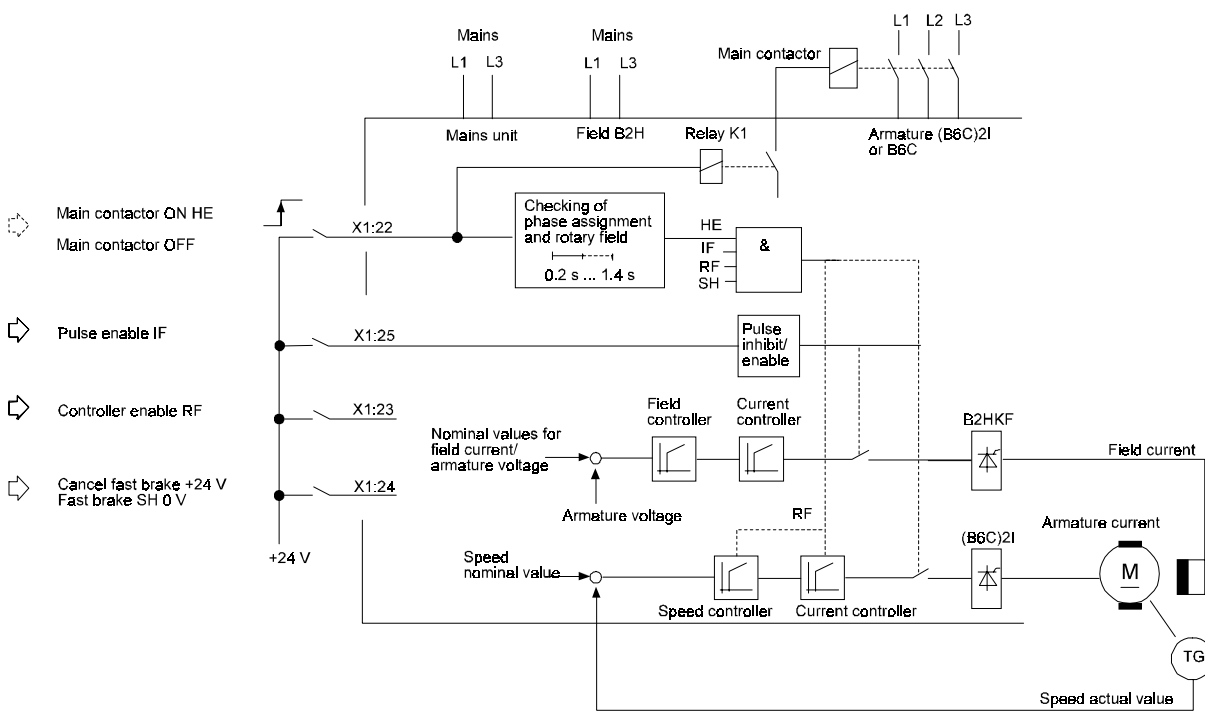 Mains
Mains
L1 L2 L3
L1 L3
L1 L3
Main contactor
Mains unit
Field B2H
Relay K1
Armature (B6C)2I
or B6C
Main contactor ON HE
Main contactor OFF
X1:22
Checking of
phase assignment
and rotary field
0.2 s ... 1.4 s
HE
IF
RF
SH
&
Pulse enable IF
X1:25
Pulse
inhibit/
enable
Controller enable RF
X1:23
Field
controller
Current
controller
B2HKF
Nominal values for
field current/
armature voltage
Field current
Cancel fast brake +24 V
Fast brake SH 0 V
X1:24
Armature voltage
RF
Armature current
+24 V
Speed
nominal value
(B6C)2I
M
Speed controller
Current controller
TG
Speed actual value